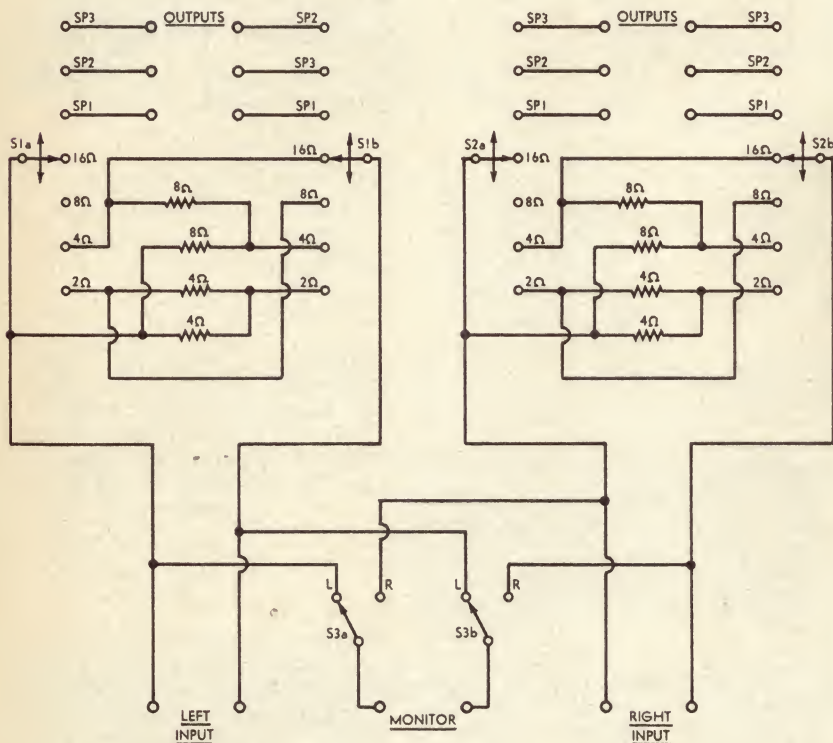 SP3 OUTPUTS SP2 SP3 OUTPUTS SP3
SP2 SP3 SP2 SP2
SP1 SP1 SP1 SP1
S1a 16Ω 16Ω S1b S2a 16Ω 16Ω S2b
8Ω 8Ω 8Ω 8Ω 8Ω 8Ω
4Ω 8Ω 4Ω 4Ω 8Ω 4Ω
2Ω 4Ω 2Ω 2Ω 4Ω 2Ω
4Ω 4Ω
L R L R
S3a S3b
LEFT MONITOR RIGHT
INPUT INPUT